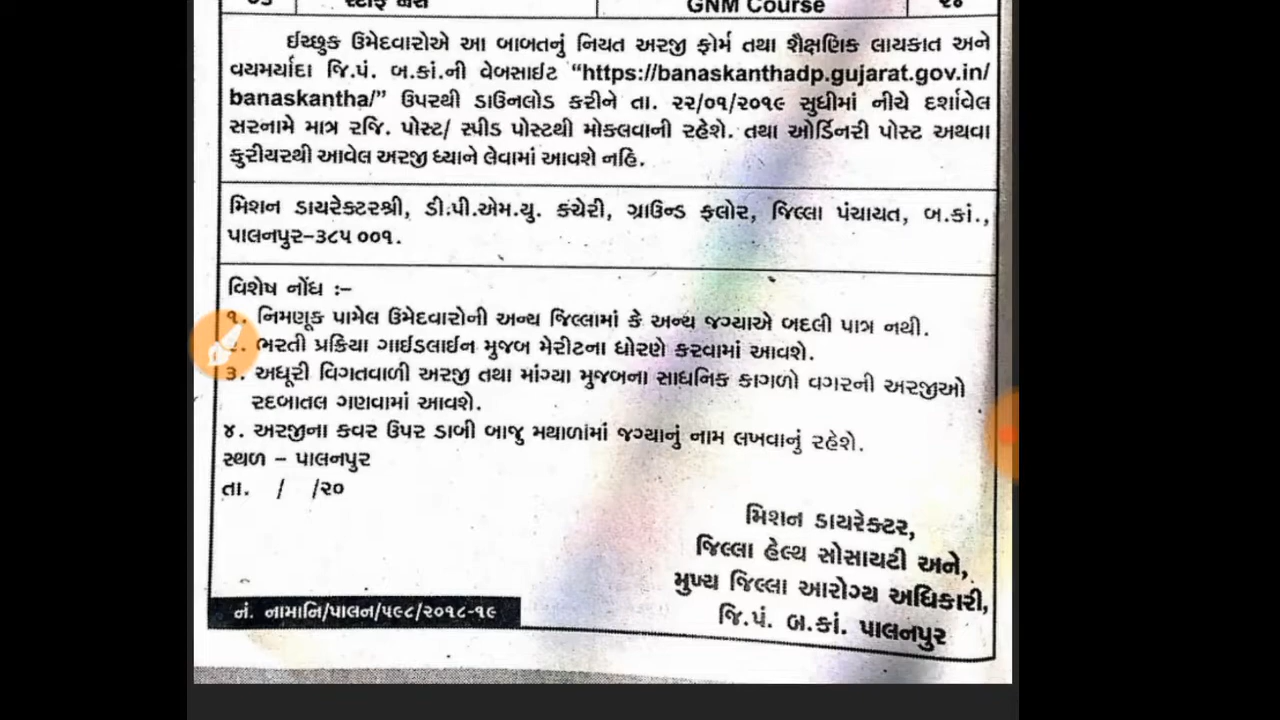 ૦૩ સ્ટાફ નર્સ GNM Course ૨૪
ઈચ્છુક ઉમેદવારોએ આ બાબતનું નિયત અરજી ફોર્મ તથા શૈક્ષણિક લાયકાત અને
વયમર્યાદા જિ.પં. બ.કાં.ની વેબસાઈટ “https://banaskanthadp.gujarat.gov.in/
banaskantha/” ઉપરથી ડાઉનલોડ કરીને તા. ૨૨/૦૧/૨૦૧૯ સુધીમાં નીચે દર્શાવેલ
સરનામે માત્ર રજિ. પોસ્ટ/ સ્પીડ પોસ્ટથી મોકલવાની રહેશે. તથા ઓર્ડિનરી પોસ્ટ અથવા
કુરીયરથી આવેલ અરજી ધ્યાને લેવામાં આવશે નહિ.
મિશન ડાયરેક્ટરશ્રી, ડી.પી.એમ.યુ. કચેરી, ગ્રાઉન્ડ ફલોર, જિલ્લા પંચાયત, બ.કાં.,
પાલનપુર-૩૮૫ ૦૦૧.
વિશેષ નોંધ :-
૧. નિમણૂક પામેલ ઉમેદવારોની અન્ય જિલ્લામાં કે અન્ય જગ્યાએ બદલી પાત્ર નથી.
૨. ભરતી પ્રક્રિયા ગાઈડલાઈન મુજબ મેરીટના ધોરણે કરવામાં આવશે.
૩. અધૂરી વિગતવાળી અરજી તથા માંગ્યા મુજબના સાધનિક કાગળો વગરની અરજીઓ
રદબાતલ ગણવામાં આવશે.
૪. અરજીના કવર ઉપર ડાબી બાજુ મથાળાંમાં જગ્યાનું નામ લખવાનું રહેશે.
સ્થળ - પાલનપુર
તા. / /૨૦
મિશન ડાયરેક્ટર,
જિલ્લા હેલ્થ સોસાયટી અને,
મુખ્ય જિલ્લા આરોગ્ય અધિકારી,
જિ.પં. બ.કાં. પાલનપુર
નં. નામાનિ/પાલન/૫૯૮/૨૦૧૮-૧૯